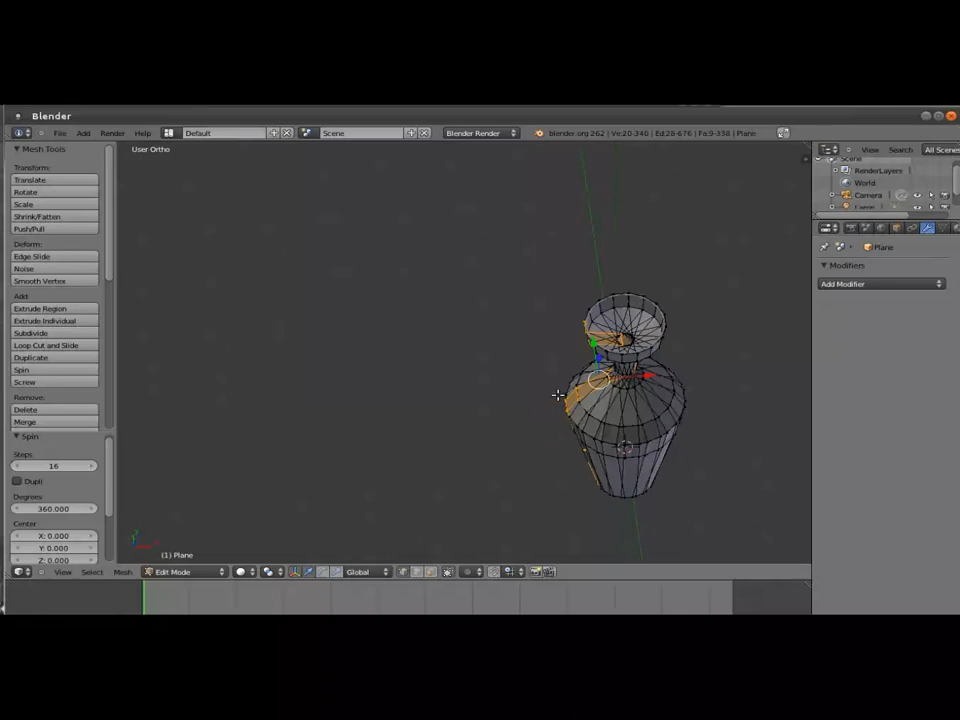 Blender
File Add Render Help Default Scene Blender Render blender.org 262 | Ve:20-340 | Ed:28-676 | Fa:9-338 | Plane
Mesh Tools
Transform:
Translate
Rotate
Scale
Shrink/Fatten
Push/Pull
Deform:
Edge Slide
Noise
Smooth Vertex
Add
Extrude Region
Extrude Individual
Subdivide
Loop Cut and Slide
Duplicate
Spin
Screw
Remove:
Delete
Merge
Spin
Steps:
16
Dupli
Degrees:
360.000
Center
X: 0.000
Y: 0.000
Z: 0.000
User Ortho
(1) Plane
View Select Mesh Edit Mode Global
View Search All Scenes
Scene
RenderLayers
World
Camera
Plane
Modifiers
Add Modifier